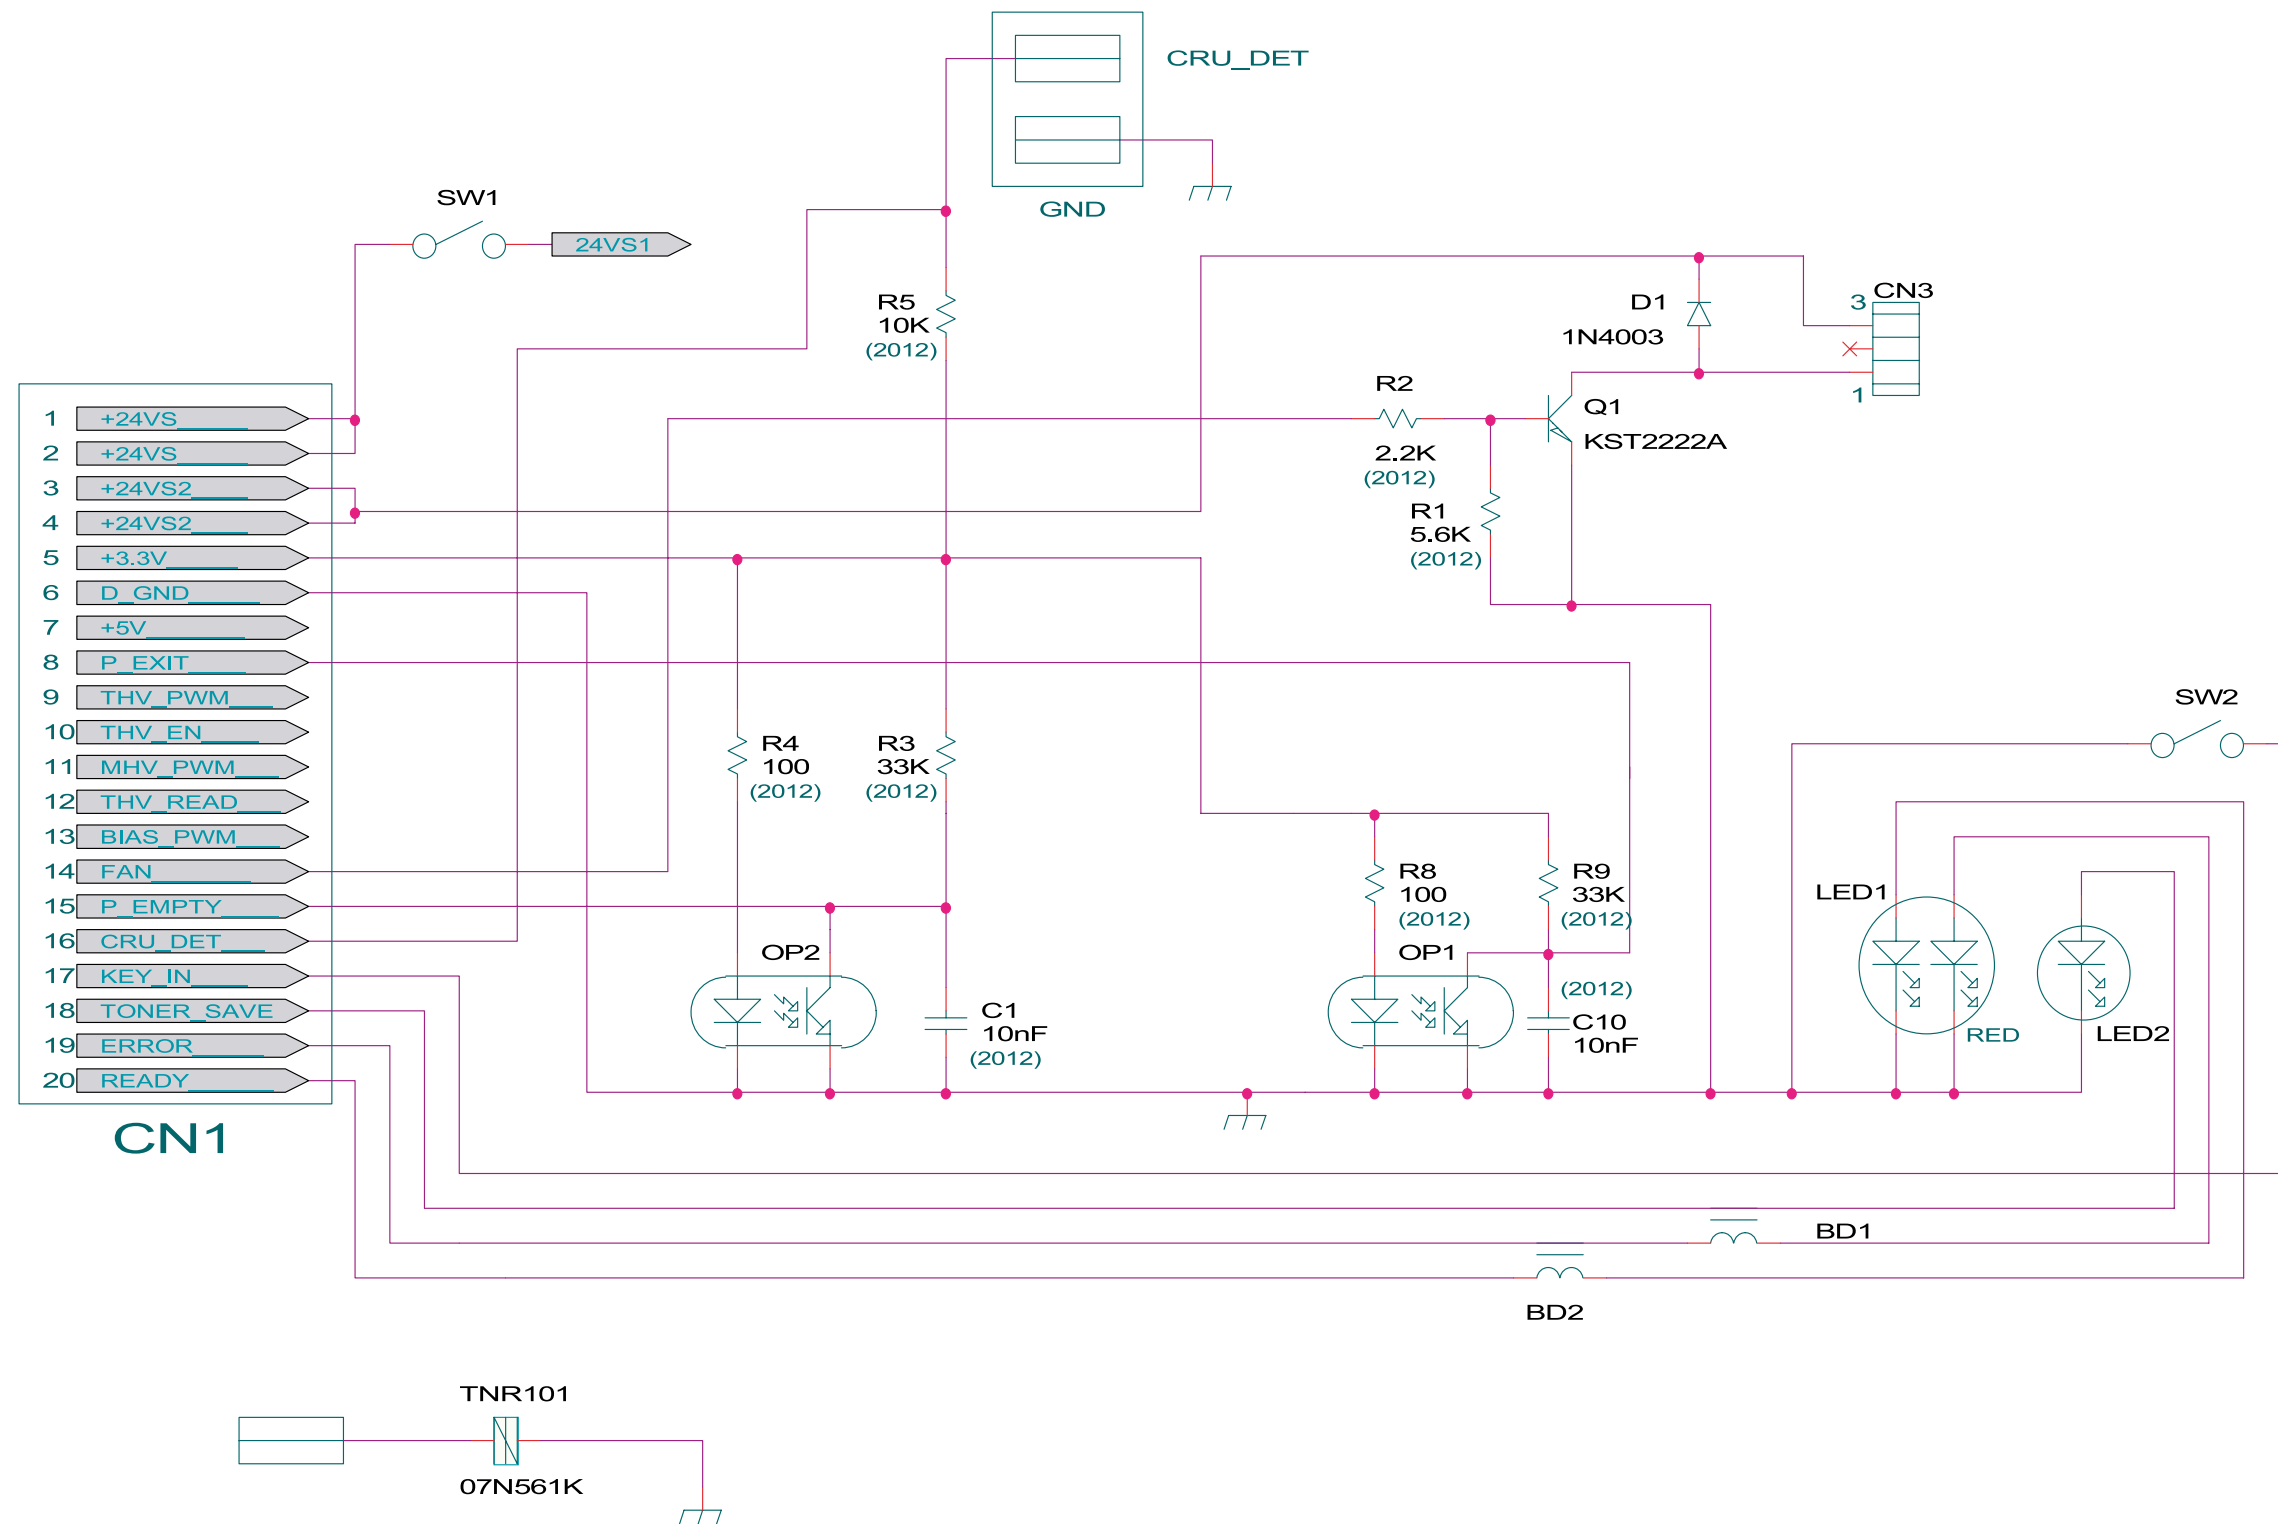 CRU_DET
GND
SW1
24VS1
R5
10K
(2012)
D1
1N4003
3
CN3
1
R2
2.2K
(2012)
Q1
KST2222A
R1
5.6K
(2012)
1 +24VS
2 +24VS
3 +24VS2
4 +24VS2
5 +3.3V
6 D_GND
7 +5V
8 P_EXIT
9 THV_PWM
10 THV_EN
11 MHV_PWM
12 THV_READ
13 BIAS_PWM
14 FAN
15 P_EMPTY
16 CRU_DET
17 KEY_IN
18 TONER_SAVE
19 ERROR
20 READY
CN1
R4
100
(2012)
R3
33K
(2012)
SW2
R8
100
(2012)
R9
33K
(2012)
LED1
RED
LED2
OP2
C1
10nF
(2012)
OP1
(2012)
C10
10nF
BD1
BD2
TNR101
07N561K